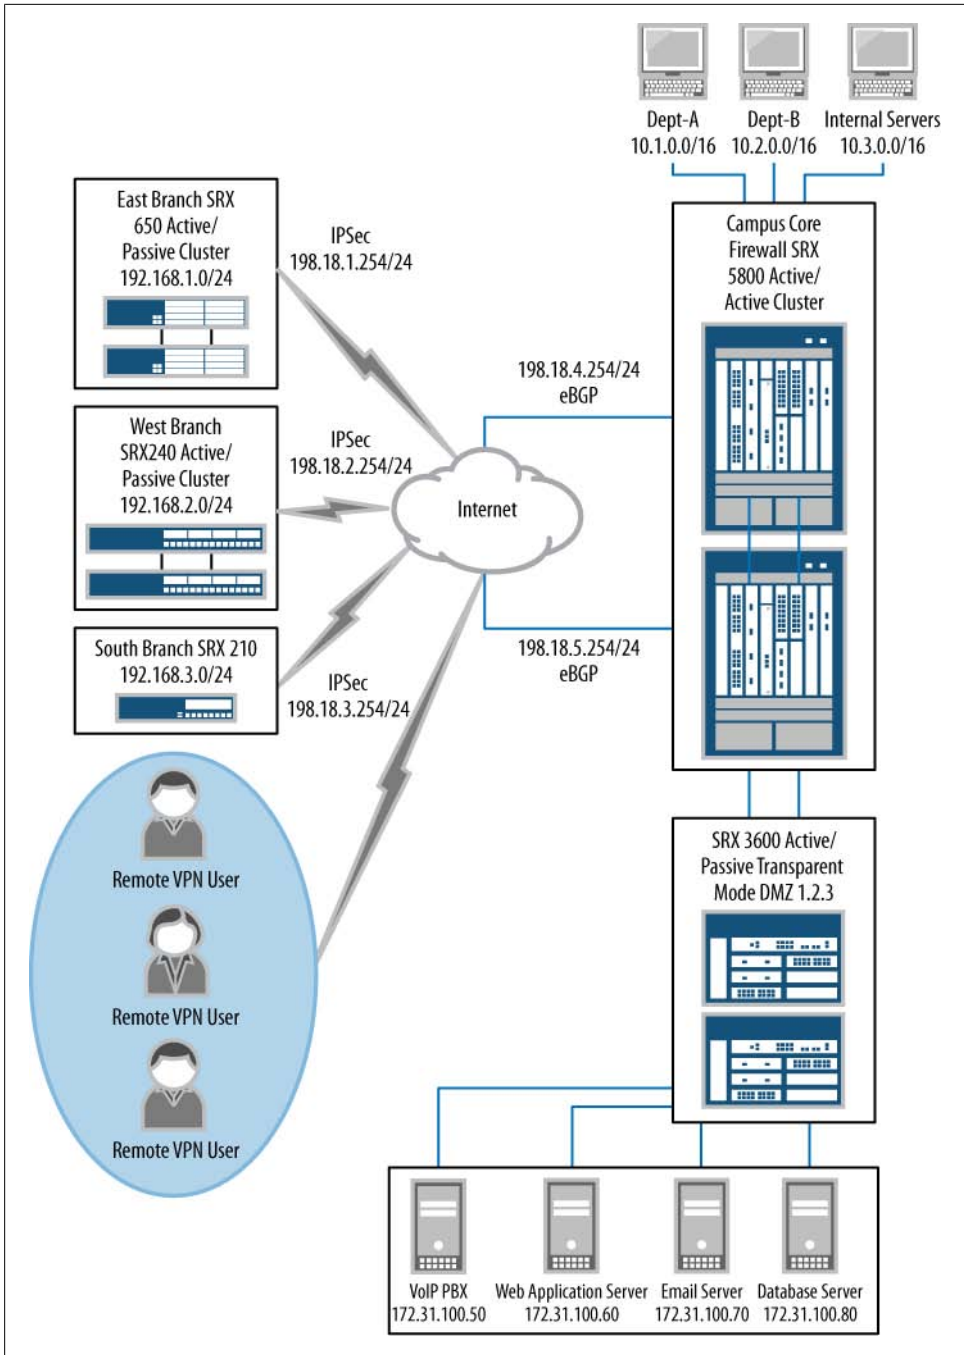 Dept-A
10.1.0.0/16
Dept-B
10.2.0.0/16
Internal Servers
10.3.0.0/16
East Branch SRX
650 Active/
Passive Cluster
192.168.1.0/24
IPSec
198.18.1.254/24
Campus Core
Firewall SRX
5800 Active/
Active Cluster
198.18.4.254/24
eBGP
West Branch
SRX240 Active/
Passive Cluster
192.168.2.0/24
IPSec
198.18.2.254/24
Internet
South Branch SRX 210
192.168.3.0/24
IPSec
198.18.3.254/24
198.18.5.254/24
eBGP
Remote VPN User
Remote VPN User
Remote VPN User
SRX 3600 Active/
Passive Transparent
Mode DMZ 1.2.3
VoIP PBX
172.31.100.50
Web Application Server
172.31.100.60
Email Server
172.31.100.70
Database Server
172.31.100.80